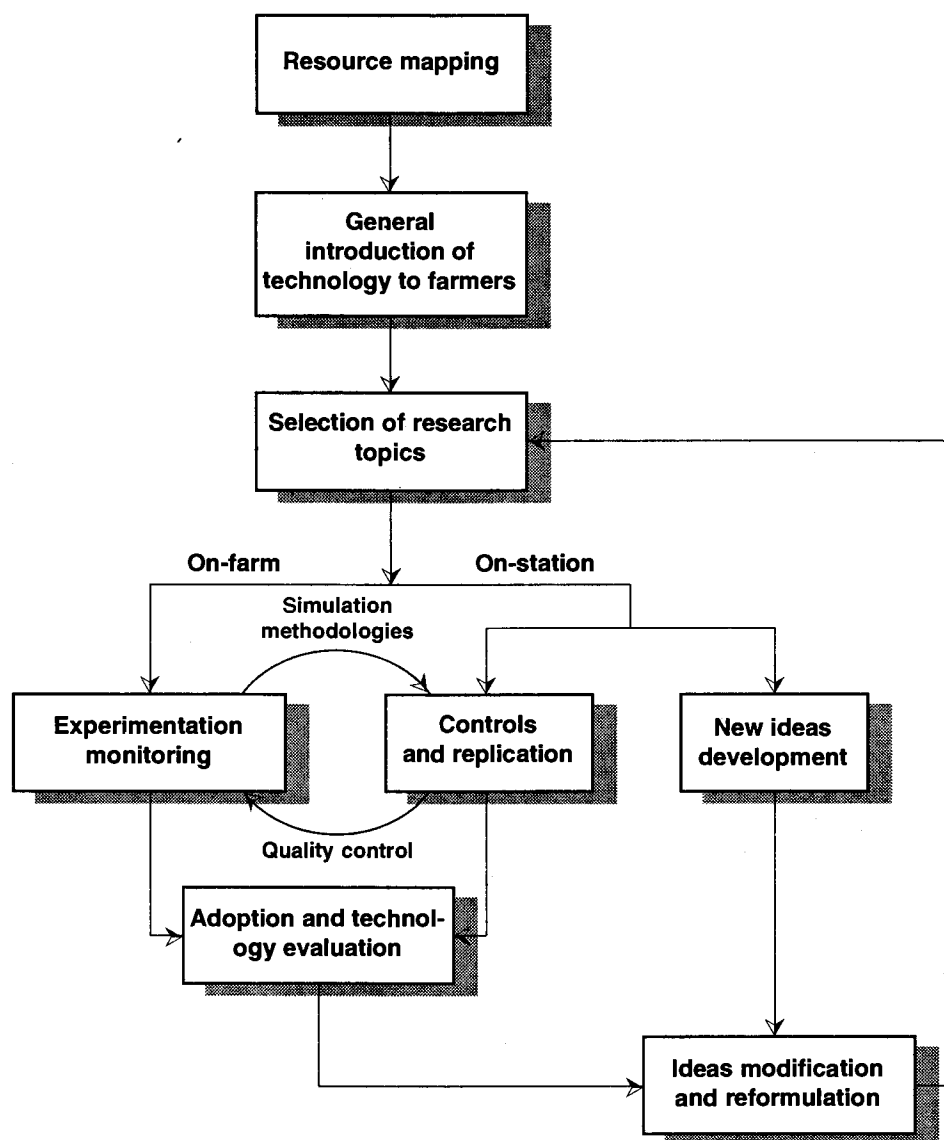 Resource mapping
General
introduction of
technology to farmers
Selection of research
topics
On-farm
On-station
Simulation
methodologies
Experimentation
monitoring
Controls
and replication
New ideas
development
Quality control
Adoption and technol-
ogy evaluation
Ideas modification
and reformulation